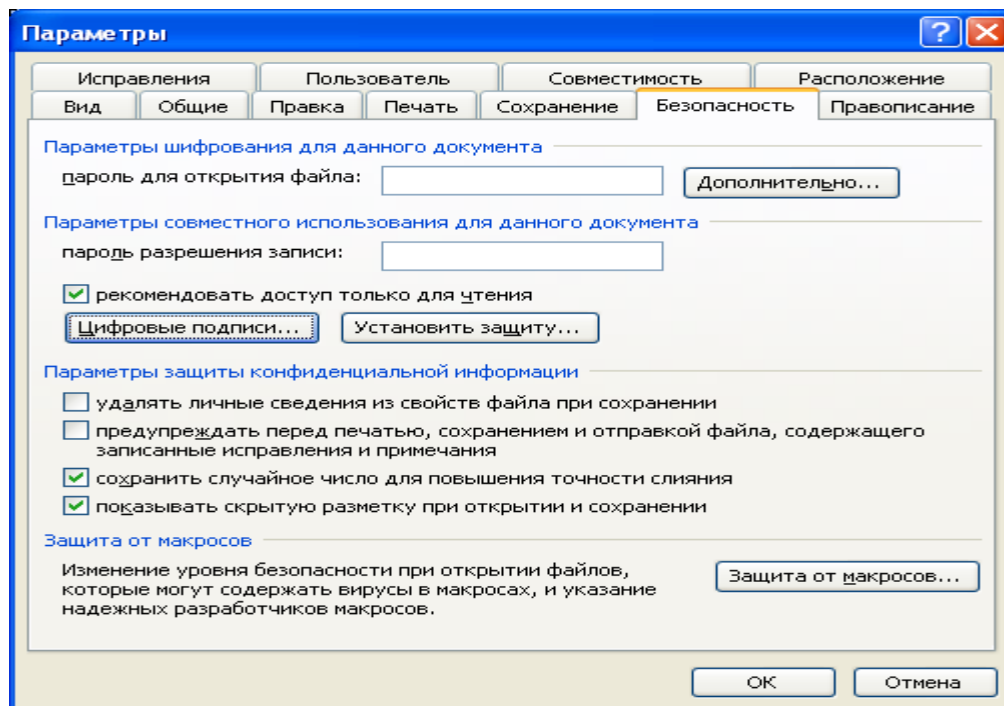 Параметры
Исправления Пользователь Совместимость Расположение
Вид Общие Правка Печать Сохранение Безопасность Правописание
Параметры шифрования для данного документа
пароль для открытия файла: Дополнительно...
Параметры совместного использования для данного документа
пароль разрешения записи:
рекомендовать доступ только для чтения
Цифровые подписи... Установить защиту...
Параметры защиты конфиденциальной информации
удалять личные сведения из свойств файла при сохранении
предупреждать перед печатью, сохранением и отправкой файла, содержащего
записанные исправления и примечания
сохранить случайное число для повышения точности слияния
показывать скрытую разметку при открытии и сохранении
Защита от макросов
Изменение уровня безопасности при открытии файлов,
которые могут содержать вирусы в макросах, и указание
надежных разработчиков макросов.
Защита от макросов...
ОК Отмена